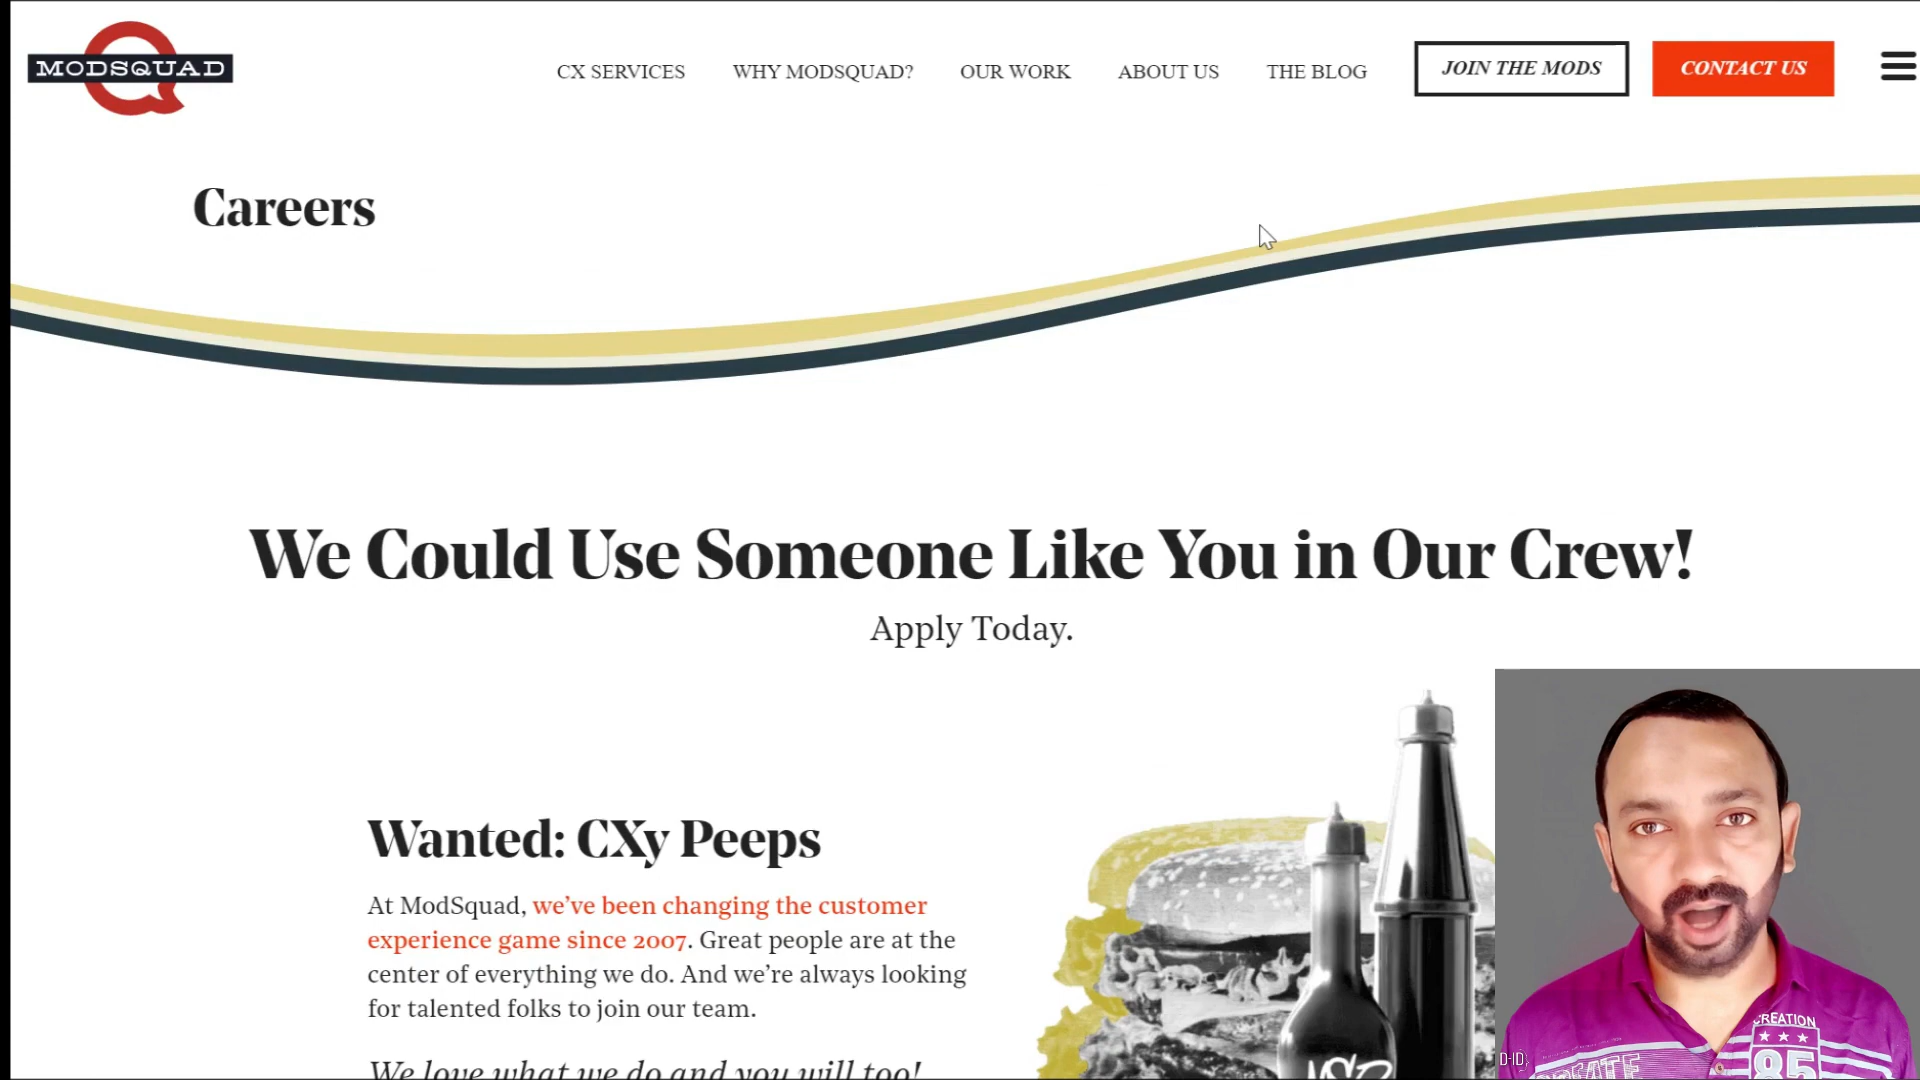 MODSQUAD
CX SERVICES
WHY MODSQUAD?
OUR WORK
ABOUT US
THE BLOG
JOIN THE MODS
CONTACT US
Careers
We Could Use Someone Like You in Our Crew!
Apply Today.
Wanted: CXy Peeps
At ModSquad, we've been changing the customer
experience game since 2007. Great people are at the
center of everything we do. And we're always looking
for talented folks to join our team.
We love what we do and you will too!
CREATION
85
D-ID